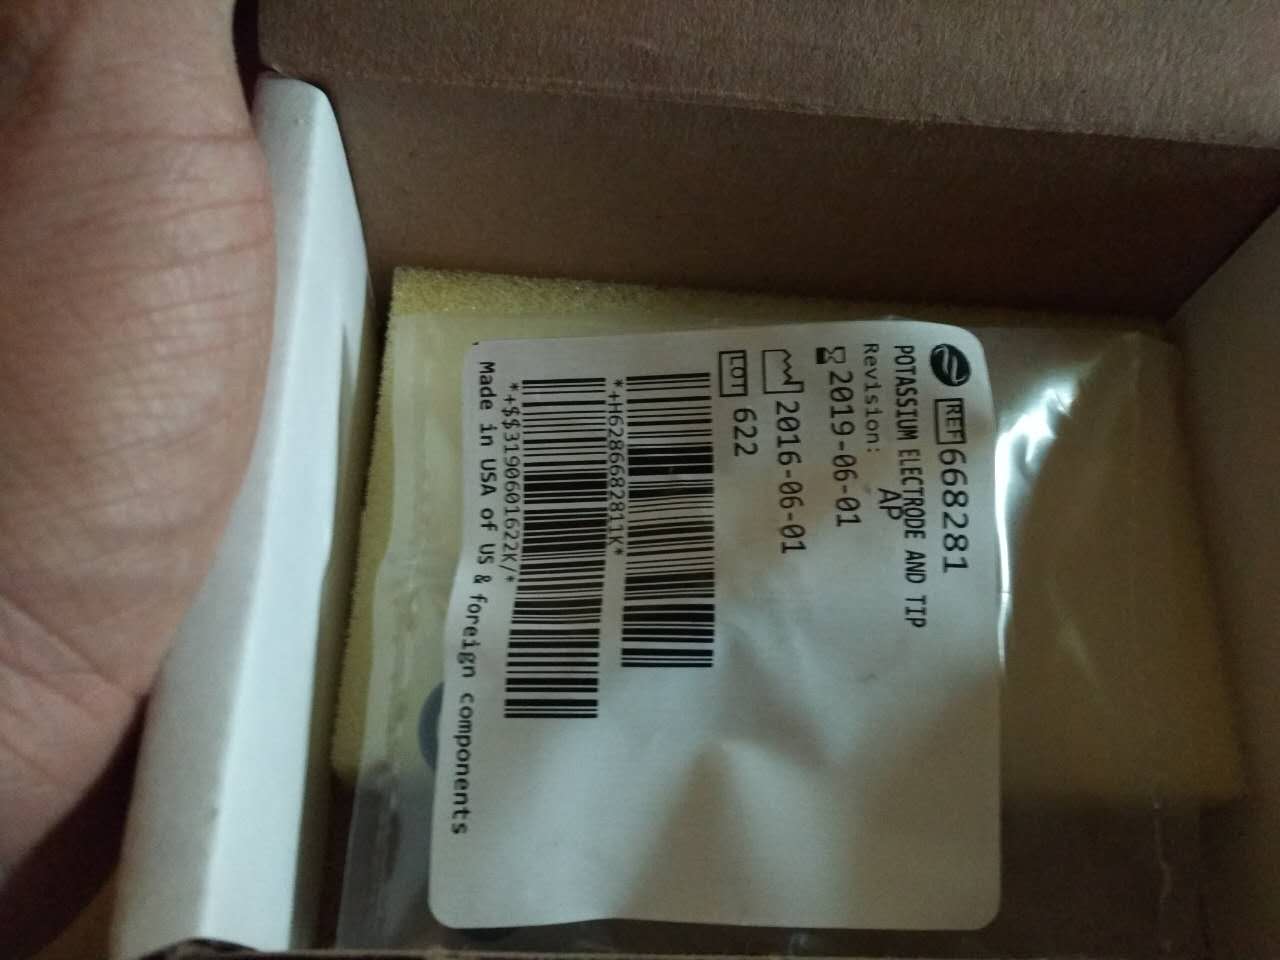 REF 668281
POTASSIUM ELECTRODE AND TIP
Revision: AP
2019-06-01
2016-06-01
LOT 622
*+H6286682811K*
*+$$3190601622K/*
Made in USA of US & foreign components